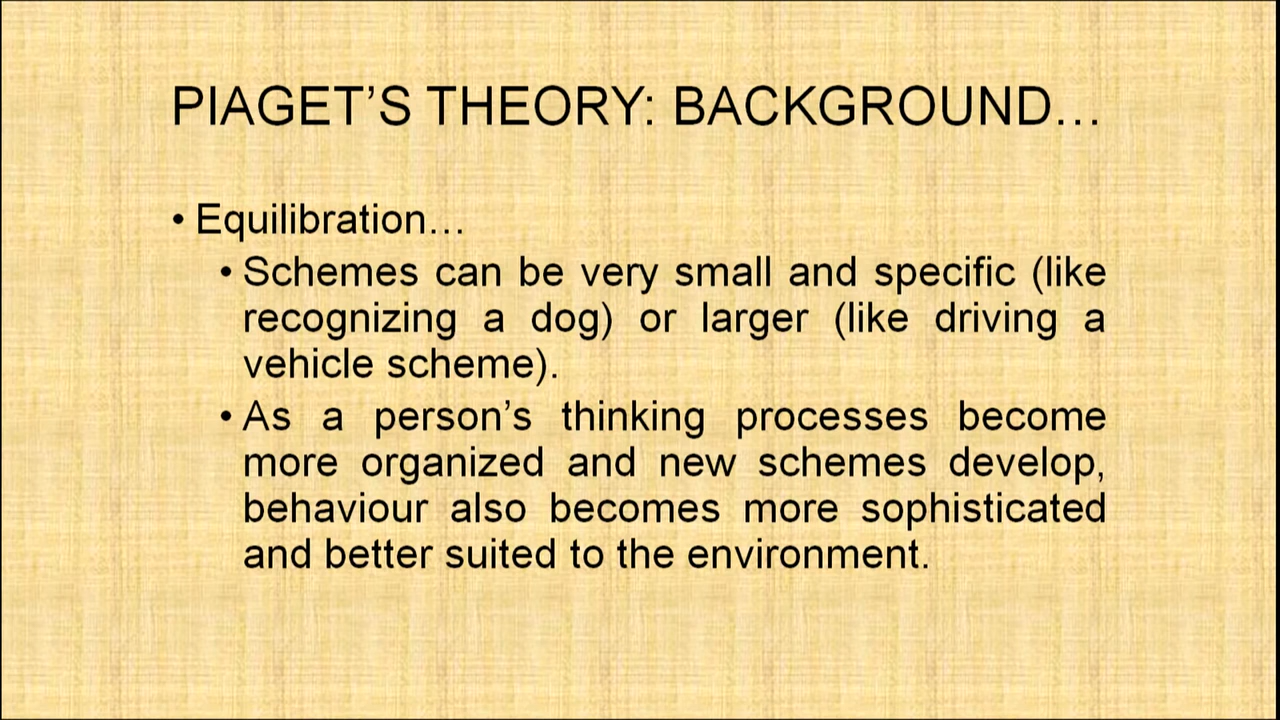 PIAGET’S THEORY: BACKGROUND…
• Equilibration…
• Schemes can be very small and specific (like
recognizing a dog) or larger (like driving a
vehicle scheme).
• As a person’s thinking processes become
more organized and new schemes develop,
behaviour also becomes more sophisticated
and better suited to the environment.